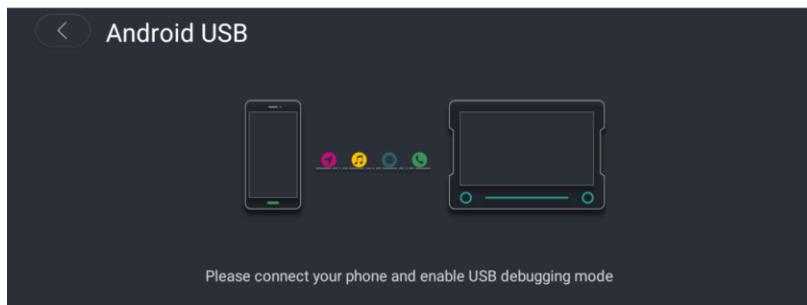 Android USB
Please connect your phone and enable USB debugging mode